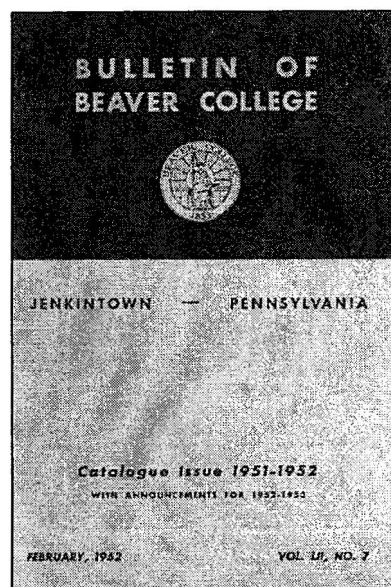 BULLETIN OF
BEAVER COLLEGE
1853
JENKINTOWN — PENNSYLVANIA
Catalogue Issue 1951-1952
WITH ANNOUNCEMENTS FOR 1952-1953
FEBRUARY, 1952 VOL. LII, NO. 7